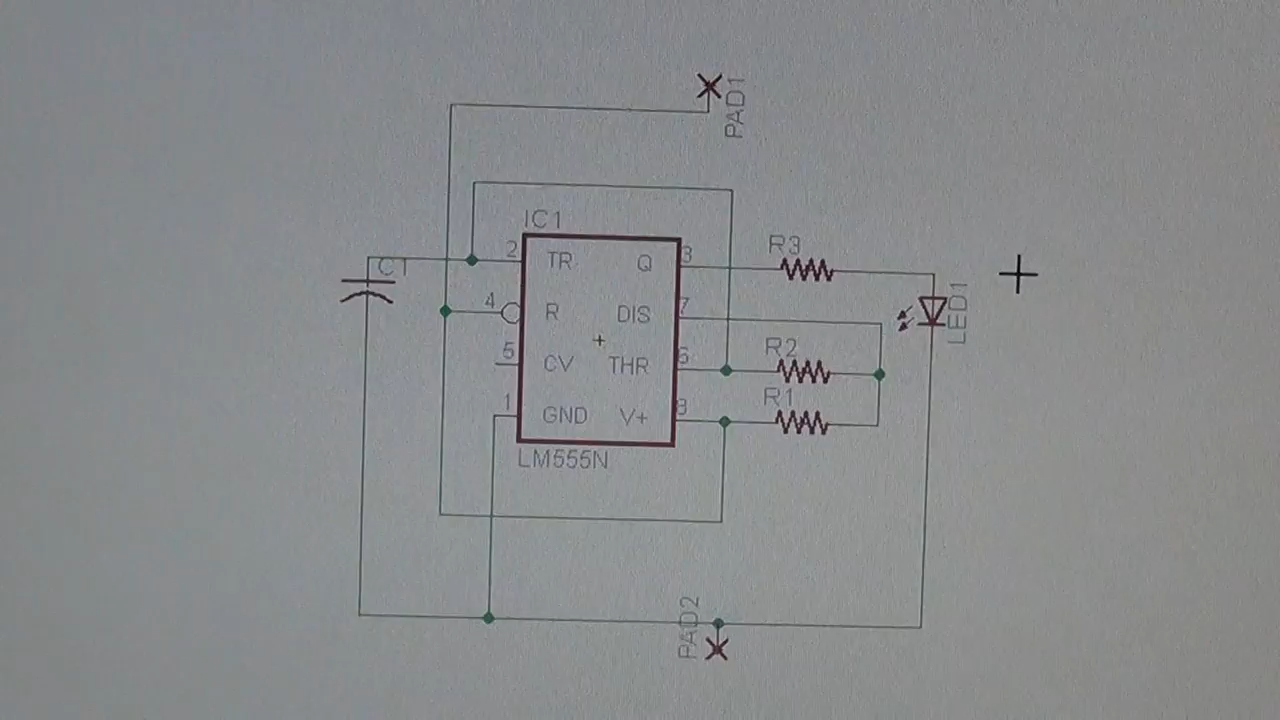 PAD1
IC1
C1
2 TR Q 3
R3
4 R DIS 7
LED1
5 CV THR 6
R2
1 GND V+ 8
R1
LM555N
PAD2